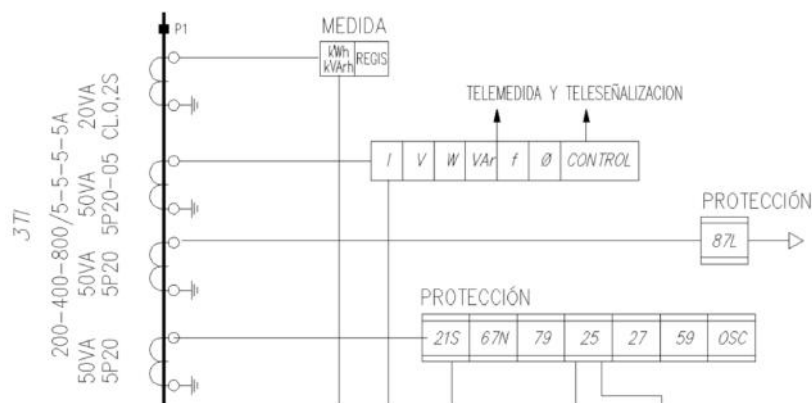 P1
MEDIDA
kWh
kVArh
REGIS
TELEMEDIDA Y TELESEÑALIZACION
I V W VAr f Ø CONTROL
PROTECCIÓN
87L
PROTECCIÓN
21S 67N 79 25 27 59 OSC
3TI
200-400-800/5-5-5-5A
20VA
CL.0,2S
50VA
5P20-05
50VA
5P20
50VA
5P20